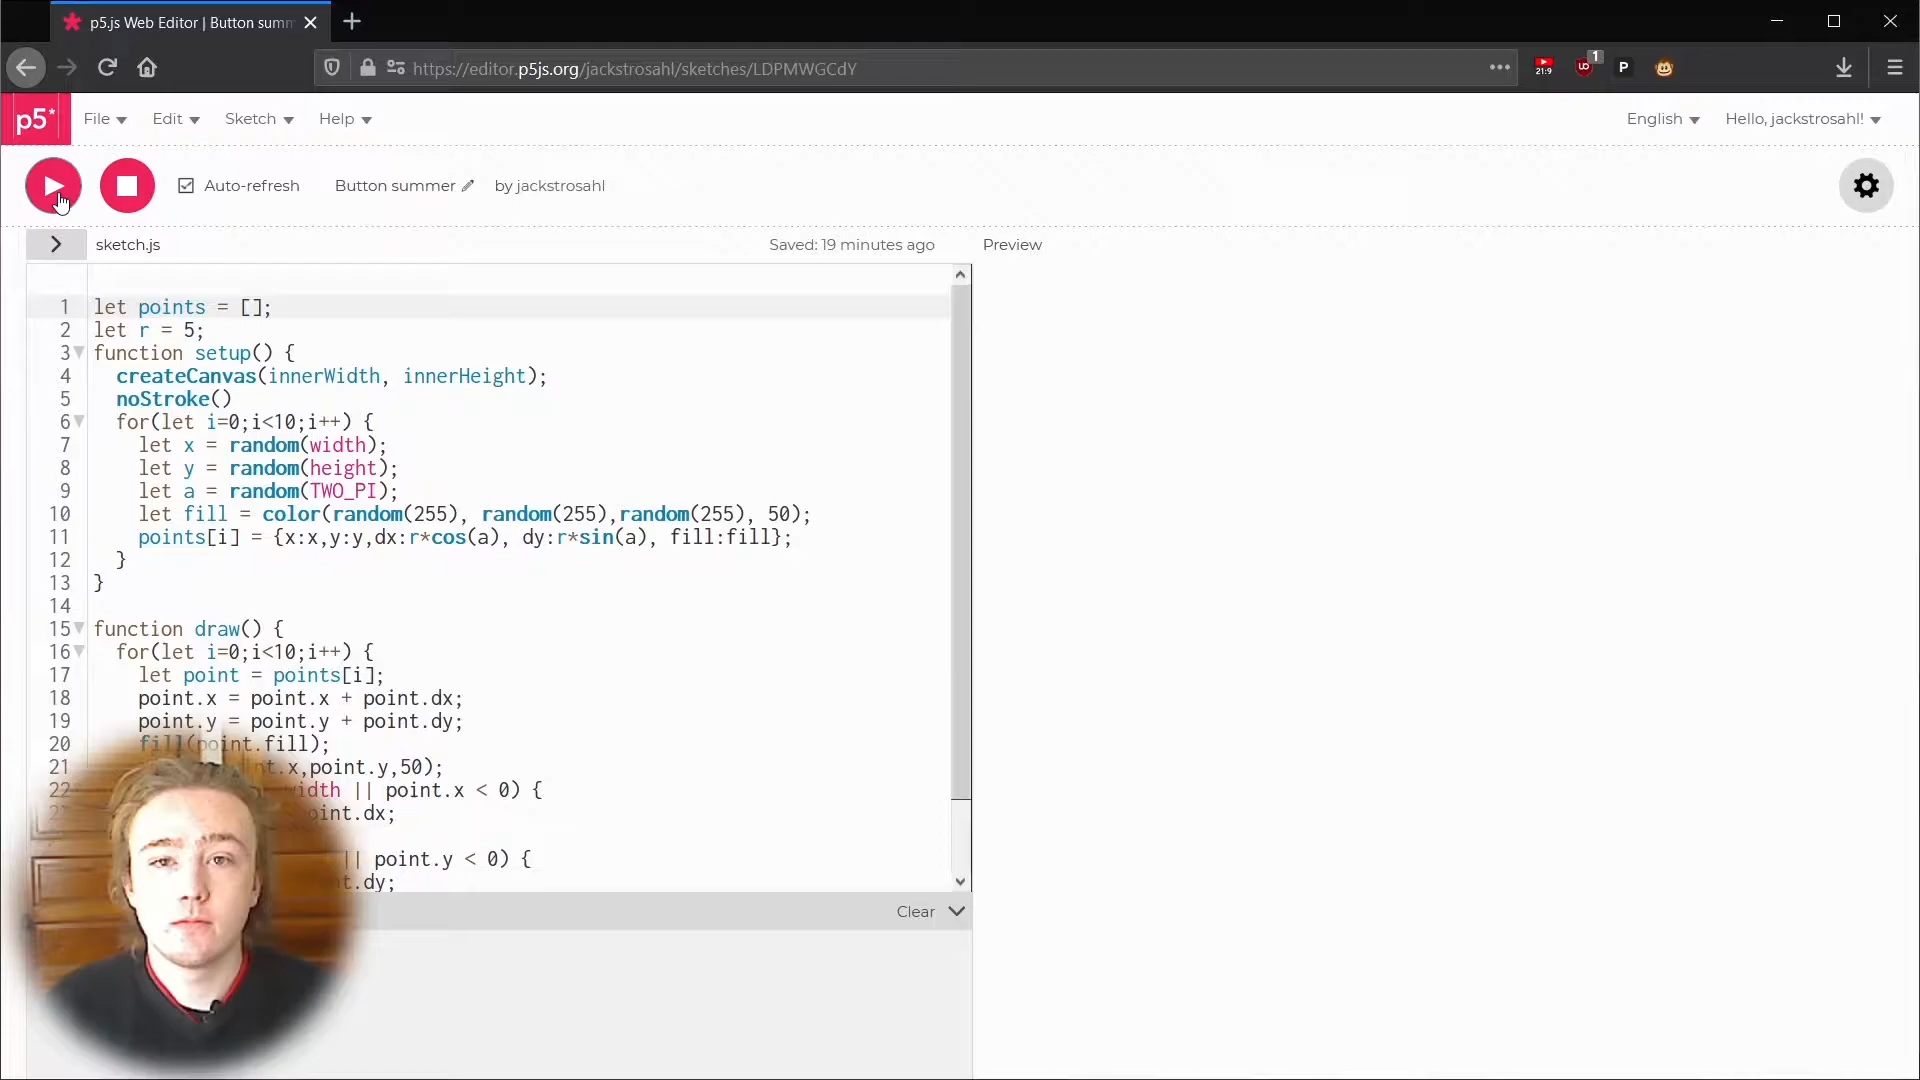 p5.js Web Editor | Button summ
https://editor.p5js.org/jackstrosahl/sketches/LDPMWGCdY
21:9
1
P
p5*
File
Edit
Sketch
Help
English
Hello, jackstrosahl!
Auto-refresh
Button summer
by jackstrosahl
sketch.js
Saved: 19 minutes ago
Preview
1 let points = [];
2 let r = 5;
3 function setup() {
4 createCanvas(innerWidth, innerHeight);
5 noStroke()
6 for(let i=0;i<10;i++) {
7 let x = random(width);
8 let y = random(height);
9 let a = random(TWO_PI);
10 let fill = color(random(255), random(255),random(255), 50);
11 points[i] = {x:x,y:y,dx:r*cos(a), dy:r*sin(a), fill:fill};
12 }
13 }
14
15 function draw() {
16 for(let i=0;i<10;i++) {
17 let point = points[i];
18 point.x = point.x + point.dx;
19 point.y = point.y + point.dy;
20 fill(point.fill);
21 nt.x,point.y,50);
22 width || point.x < 0) {
oint.dx;
|| point.y < 0) {
nt.dy;
Clear